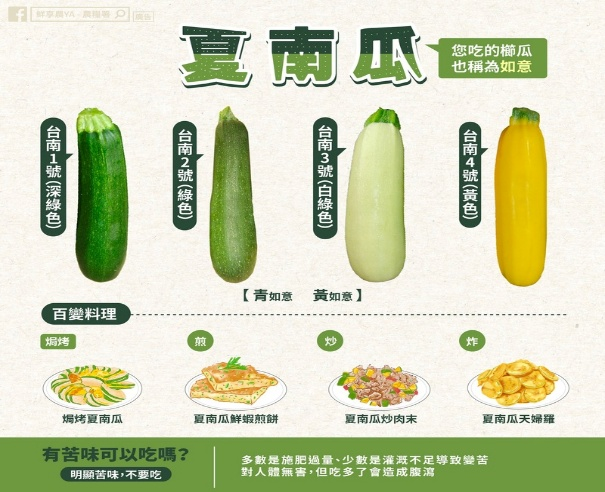 夏南瓜
您吃的櫛瓜
也稱為如意
台南1號(深綠色)
台南2號(綠色)
台南3號(白綠色)
台南4號(黃色)
【青如意 黃如意】
百變料理
焗烤
煎
炒
炸
焗烤夏南瓜
夏南瓜鮮蝦煎餅
夏南瓜炒肉末
夏南瓜天婦羅
有苦味可以吃嗎?
明顯苦味,不要吃
多數是施肥過量、少數是灌溉不足導致變苦
對人體無害,但吃多了會造成腹瀉